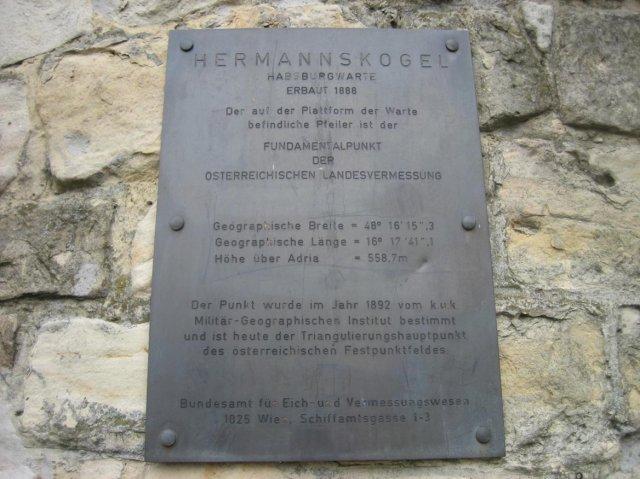 HERMANNSKOGEL
HABSBURGWARTE
ERBAUT 1888
Der auf der Plattform der Warte
befindliche Pfeiler ist der
FUNDAMENTALPUNKT
DER
ÖSTERREICHISCHEN LANDESVERMESSUNG
Geographische Breite = 48° 16' 15",3
Geographische Länge = 16° 17' 41",1
Höhe über Adria = 558,7m
Der Punkt wurde im Jahr 1892 vom k.u.k.
Militär-Geographischen Institut bestimmt
und ist heute der Triangulierungshauptpunkt
des österreichischen Festpunktfeldes.
Bundesamt für Eich-und Vermessungswesen
1025 Wien, Schiffamtsgasse 1-3